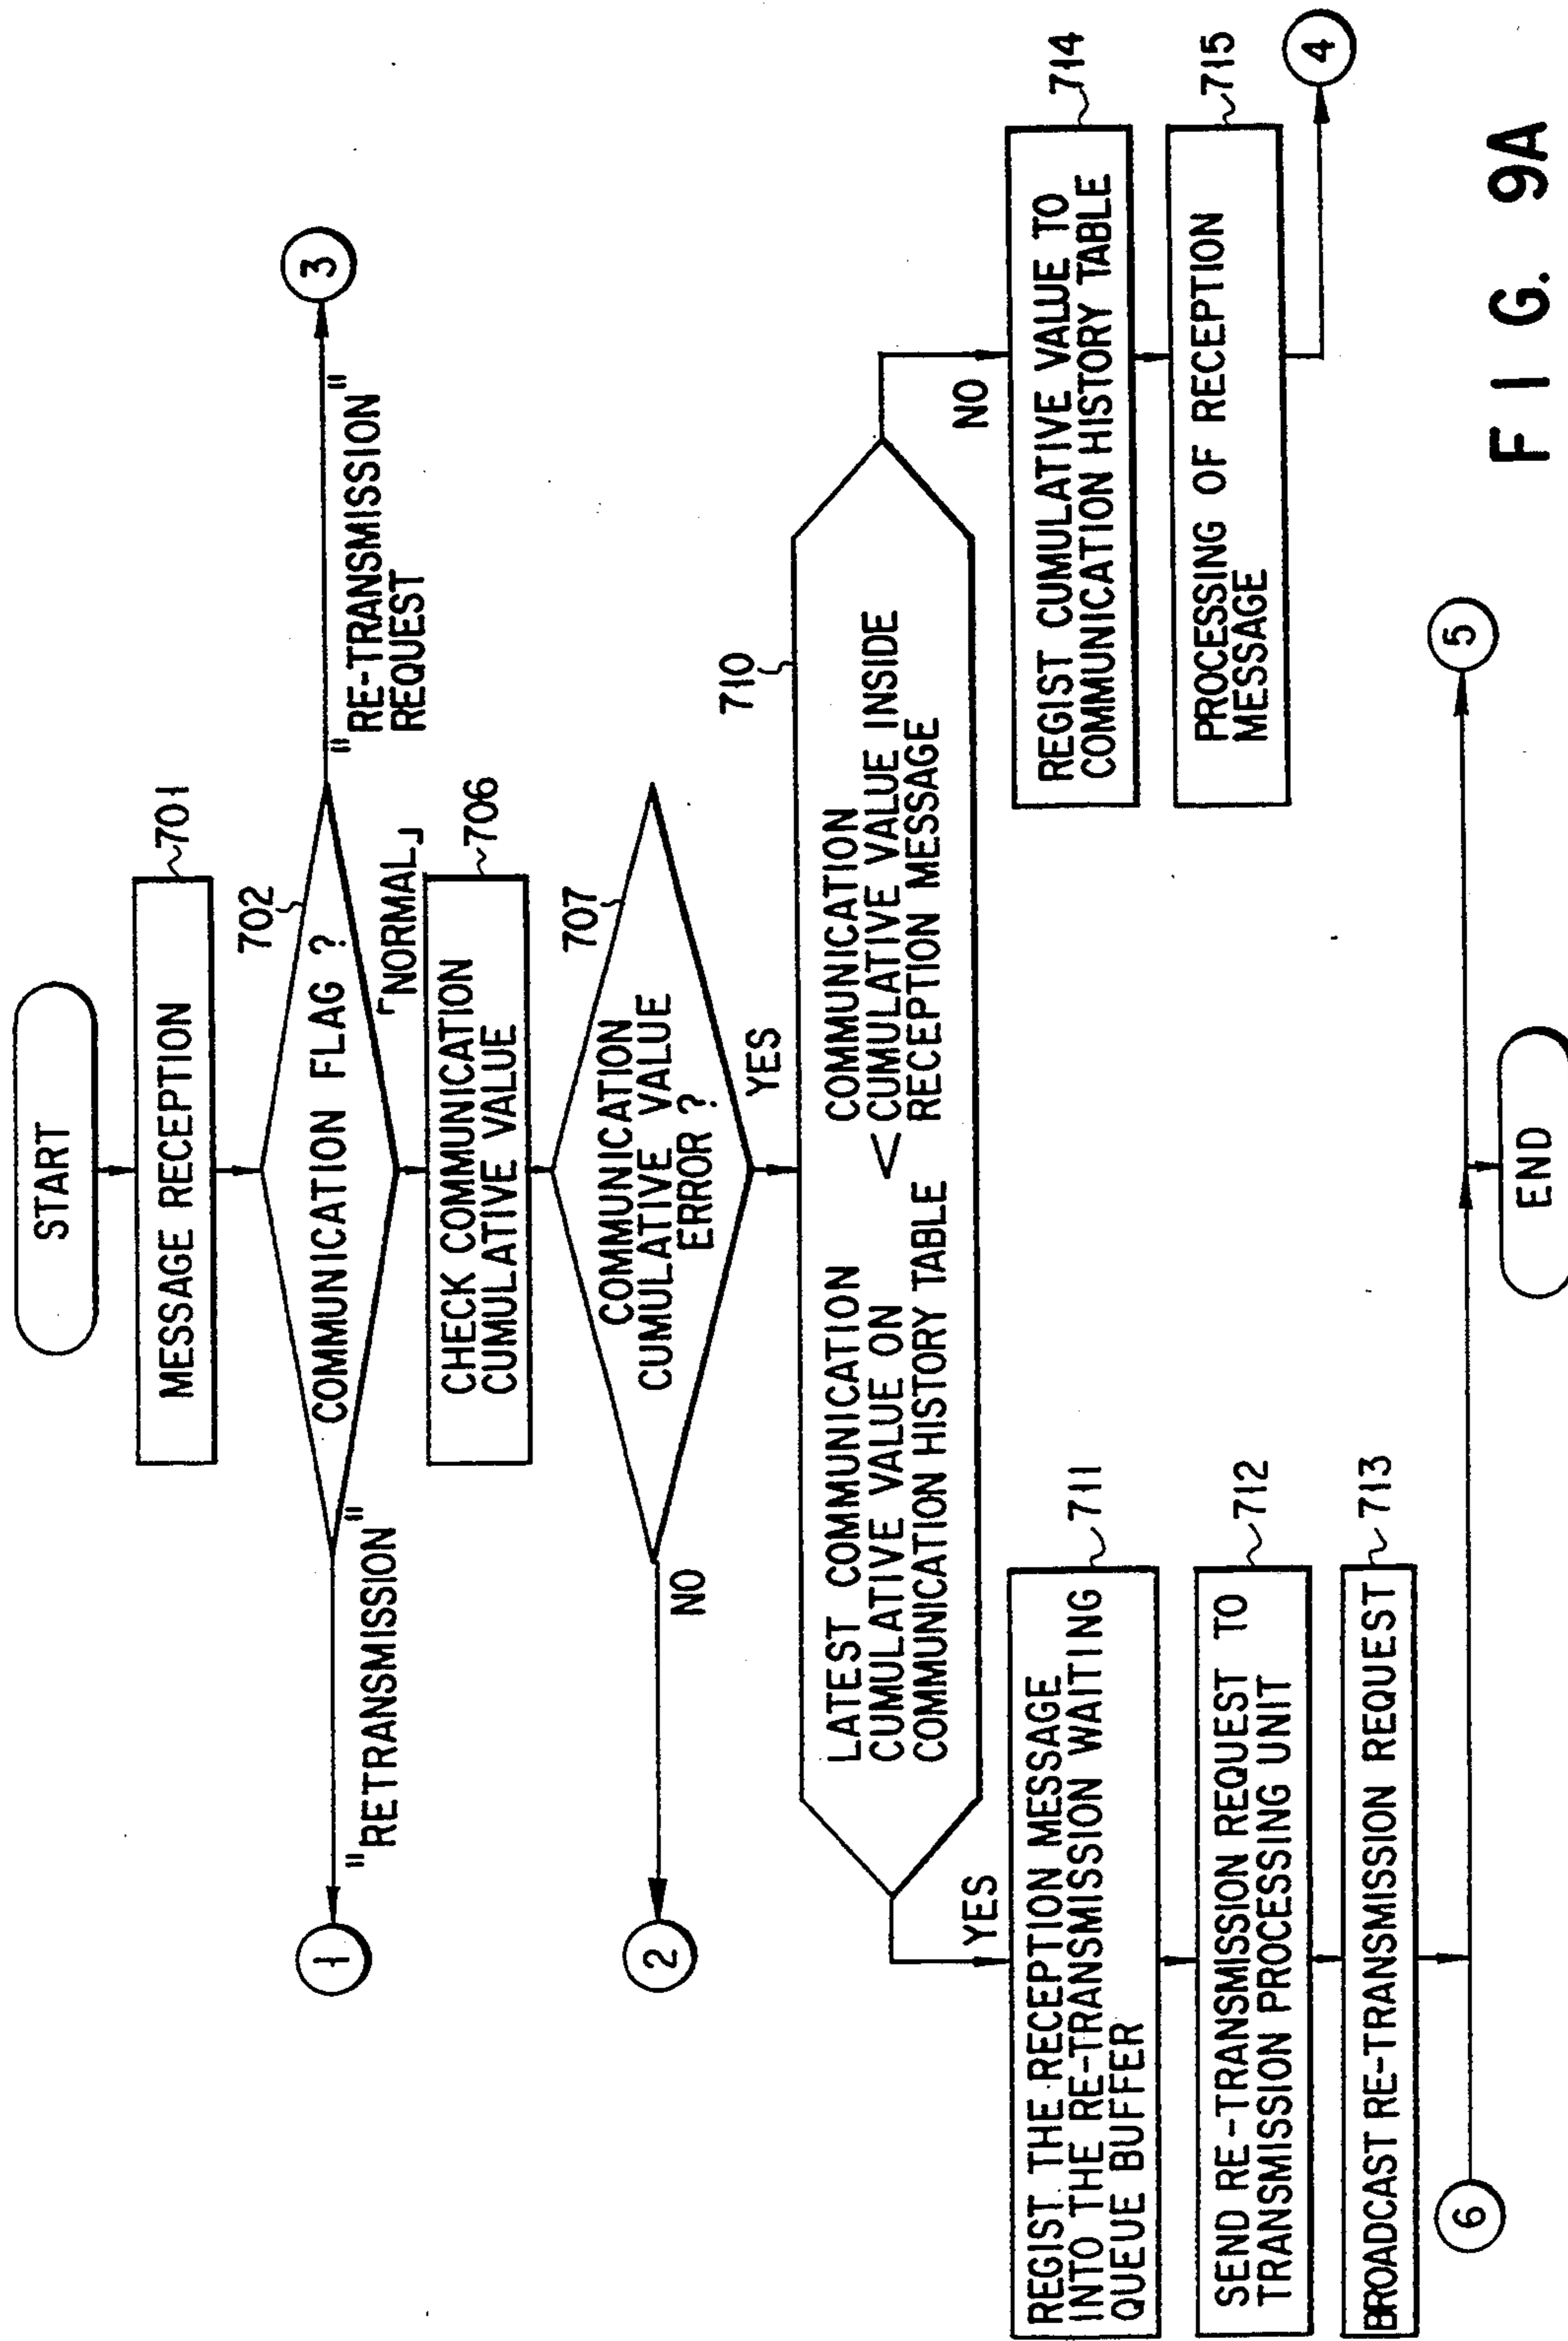 START
MESSAGE RECEPTION
701
702
COMMUNICATION FLAG ?
"RETRANSMISSION"
1
"RE-TRANSMISSION"
REQUEST
3
「NORMAL」
706
CHECK COMMUNICATION
CUMULATIVE VALUE
707
COMMUNICATION
CUMULATIVE VALUE
ERROR ?
NO
2
YES
710
LATEST COMMUNICATION
CUMULATIVE VALUE ON
COMMUNICATION HISTORY TABLE
<
COMMUNICATION
CUMULATIVE VALUE INSIDE
RECEPTION MESSAGE
YES
NO
REGIST THE RECEPTION MESSAGE
INTO THE RE-TRANSMISSION WAITING
QUEUE BUFFER
711
SEND RE-TRANSMISSION REQUEST TO
TRANSMISSION PROCESSING UNIT
712
BROADCAST RE-TRANSMISSION REQUEST
713
REGIST CUMULATIVE VALUE TO
COMMUNICATION HISTORY TABLE
714
PROCESSING OF RECEPTION
MESSAGE
715
4
6
5
END
FIG. 9A